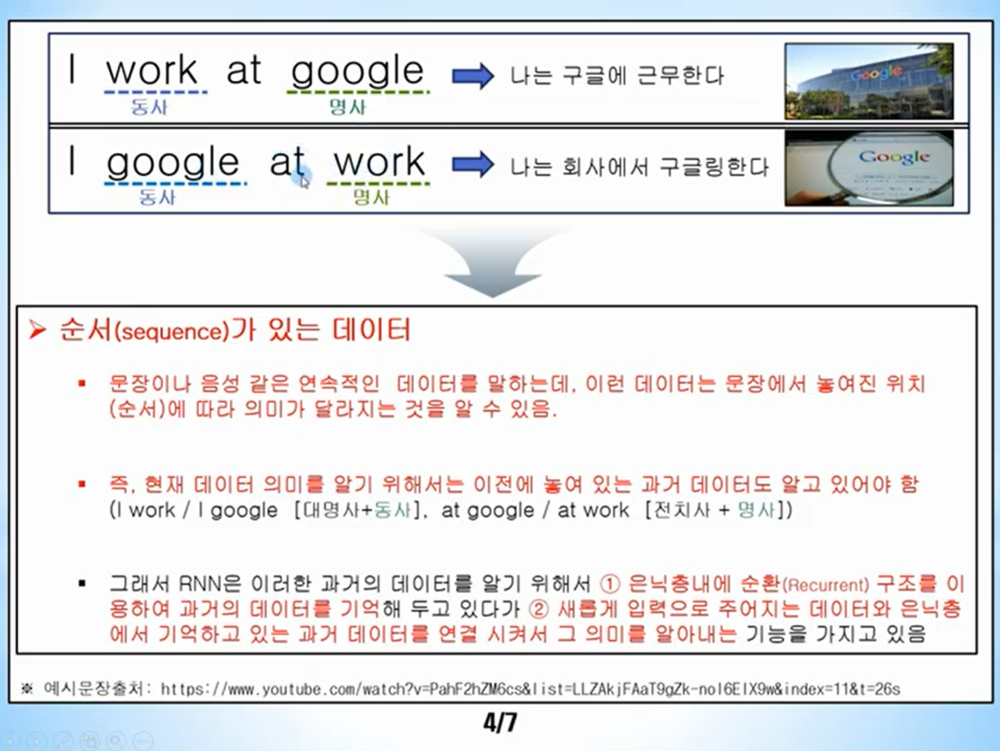 I work at google ➡ 나는 구글에 근무한다
동사 명사
Google
I google at work ➡ 나는 회사에서 구글링한다
동사 명사
Google
➢ 순서(sequence)가 있는 데이터
▪ 문장이나 음성 같은 연속적인 데이터를 말하는데, 이런 데이터는 문장에서 놓여진 위치
(순서)에 따라 의미가 달라지는 것을 알 수 있음.
▪ 즉, 현재 데이터 의미를 알기 위해서는 이전에 놓여 있는 과거 데이터도 알고 있어야 함
(I work / I google [대명사+동사], at google / at work [전치사 + 명사])
▪ 그래서 RNN은 이러한 과거의 데이터를 알기 위해서 ① 은닉층내에 순환(Recurrent) 구조를 이
용하여 과거의 데이터를 기억해 두고 있다가 ② 새롭게 입력으로 주어지는 데이터와 은닉층
에서 기억하고 있는 과거 데이터를 연결 시켜서 그 의미를 알아내는 기능을 가지고 있음
※ 예시문장출처: https://www.youtube.com/watch?v=PahF2hZM6cs&list=LLZAkjFAaT9gZk-nol6ElX9w&index=11&t=26s
4/7